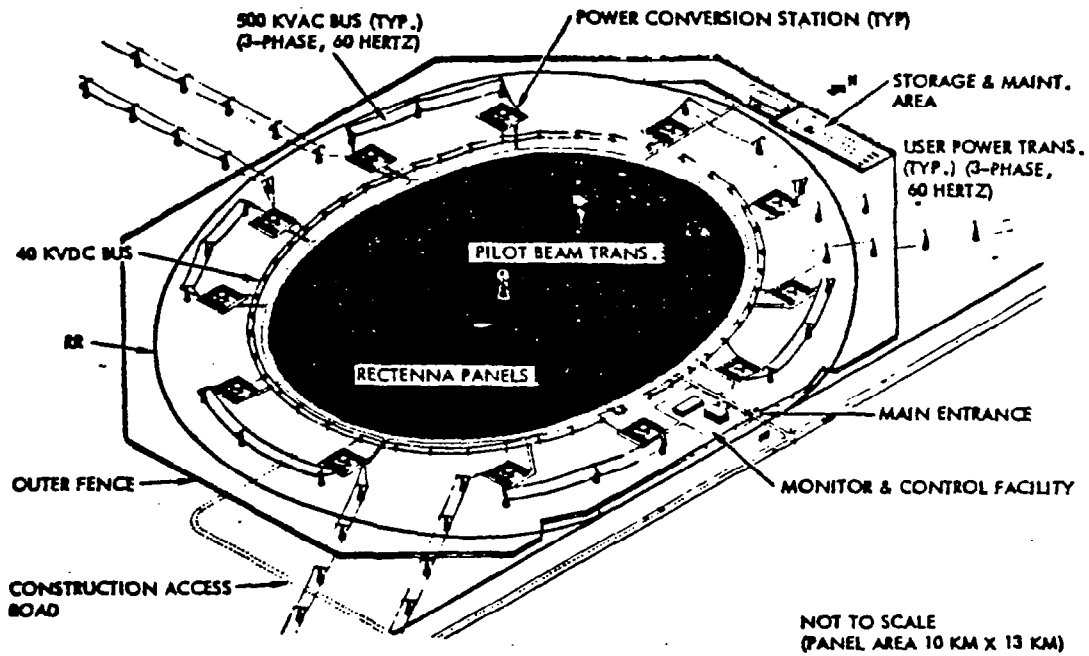 500 KVAC BUS (TYP.)
(3-PHASE, 60 HERTZ)
POWER CONVERSION STATION (TYP)
STORAGE & MAINT.
AREA
USER POWER TRANS.
(TYP.) (3-PHASE,
60 HERTZ)
40 KVDC BUS
PILOT BEAM TRANS.
RR
RECTENNA PANELS
MAIN ENTRANCE
OUTER FENCE
MONITOR & CONTROL FACILITY
CONSTRUCTION ACCESS
ROAD
NOT TO SCALE
(PANEL AREA 10 KM X 13 KM)